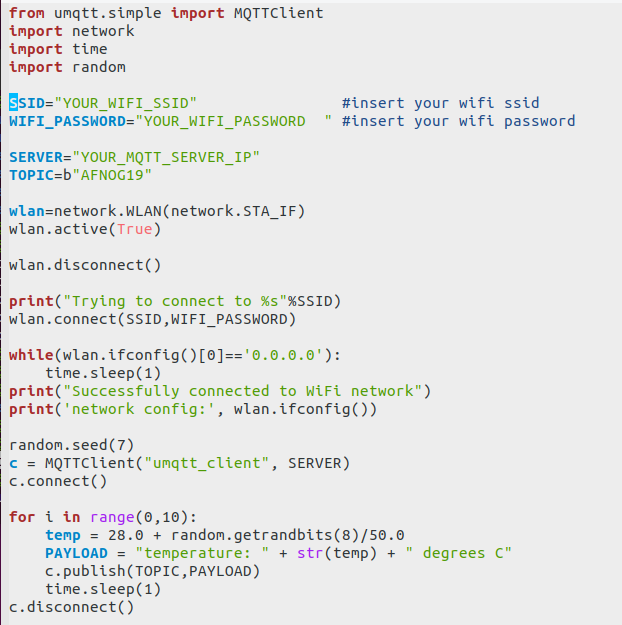 from umqtt.simple import MQTTClient
import network
import time
import random

SSID="YOUR_WIFI_SSID"                #insert your wifi ssid
WIFI_PASSWORD="YOUR_WIFI_PASSWORD  " #insert your wifi password

SERVER="YOUR_MQTT_SERVER_IP"
TOPIC=b"AFNOG19"

wlan=network.WLAN(network.STA_IF)
wlan.active(True)

wlan.disconnect()

print("Trying to connect to %s"%SSID)
wlan.connect(SSID,WIFI_PASSWORD)

while(wlan.ifconfig()[0]=='0.0.0.0'):
    time.sleep(1)
print("Successfully connected to WiFi network")
print('network config:', wlan.ifconfig())

random.seed(7)
c = MQTTClient("umqtt_client", SERVER)
c.connect()

for i in range(0,10):
    temp = 28.0 + random.getrandbits(8)/50.0
    PAYLOAD = "temperature: " + str(temp) + " degrees C"
    c.publish(TOPIC,PAYLOAD)
    time.sleep(1)
c.disconnect()